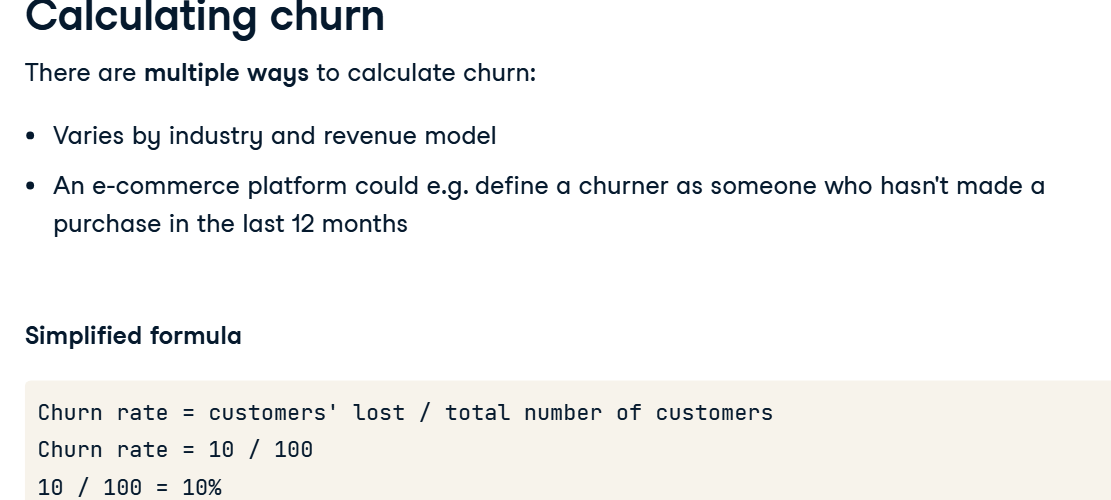 Calculating churn
There are multiple ways to calculate churn:
• Varies by industry and revenue model
• An e-commerce platform could e.g. define a churner as someone who hasn't made a
purchase in the last 12 months
Simplified formula
Churn rate = customers' lost / total number of customers
Churn rate = 10 / 100
10 / 100 = 10%